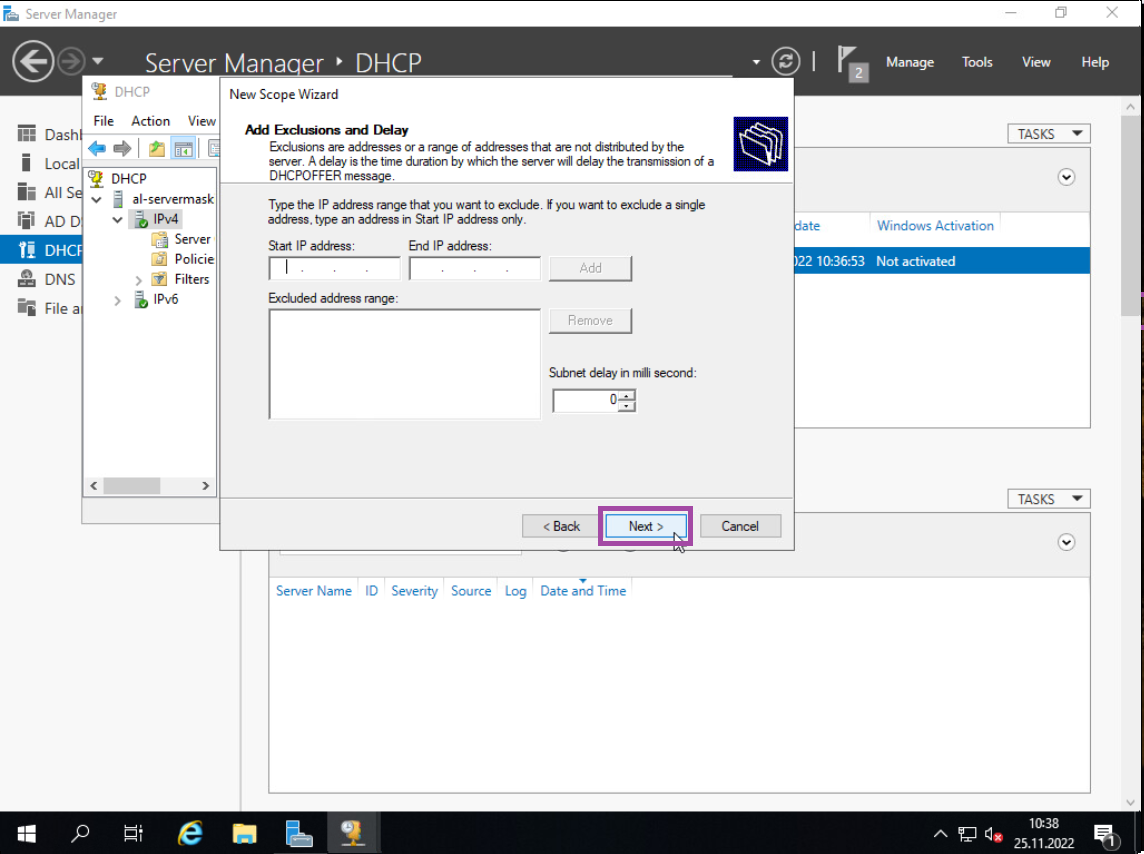 Server Manager
Server Manager ‣ DHCP
2
Manage
Tools
View
Help
DHCP
File
Action
View
DHCP
al-servermask
IPv4
Server
Policie
Filters
IPv6
Dashb
Local
All Se
AD D
DHCP
DNS
File a
New Scope Wizard
Add Exclusions and Delay
Exclusions are addresses or a range of addresses that are not distributed by the
server. A delay is the time duration by which the server will delay the transmission of a
DHCPOFFER message.
Type the IP address range that you want to exclude. If you want to exclude a single
address, type an address in Start IP address only.
Start IP address:
End IP address:
Add
Excluded address range:
Remove
Subnet delay in milli second:
0
< Back
Next >
Cancel
TASKS
date
Windows Activation
022 10:36:53
Not activated
TASKS
Server Name
ID
Severity
Source
Log
Date and Time
10:38
25.11.2022
1